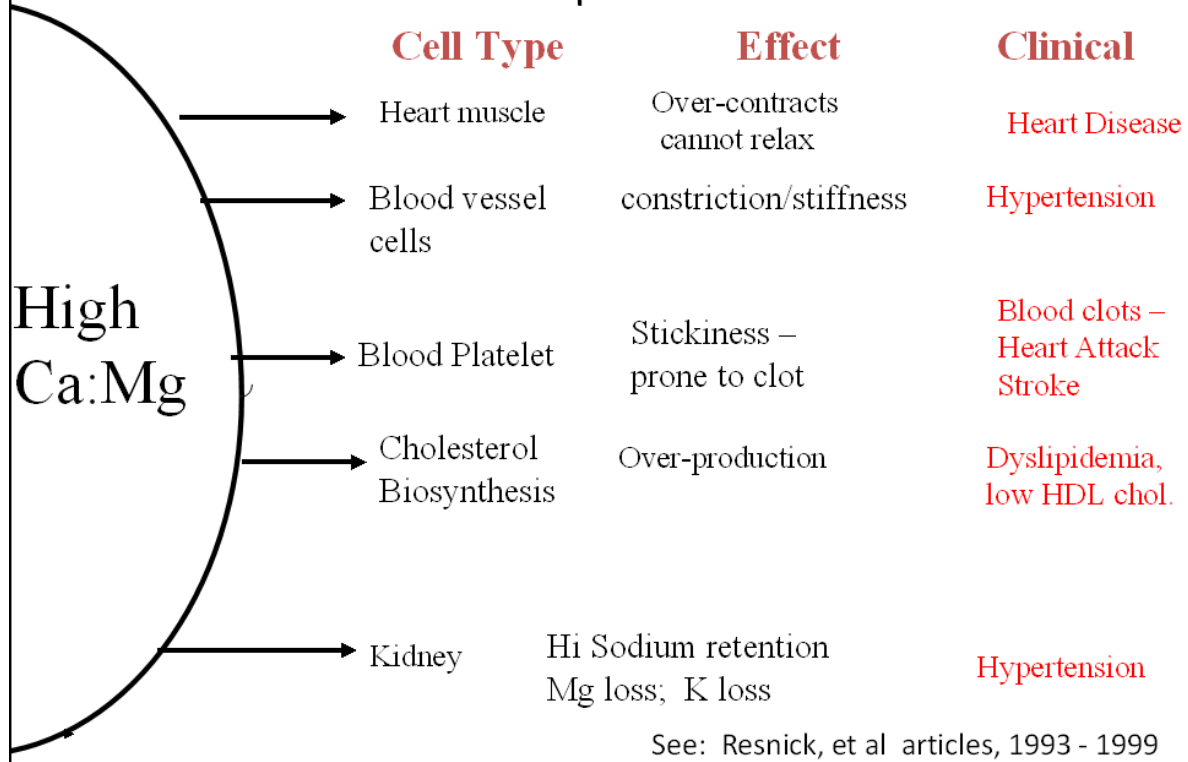 Cell Type Effect Clinical
Heart muscle
Over-contracts
cannot relax
Heart Disease
Blood vessel
cells
constriction/stiffness
Hypertension
High
Ca:Mg
Blood Platelet
Stickiness –
prone to clot
Blood clots –
Heart Attack
Stroke
Cholesterol
Biosynthesis
Over-production
Dyslipidemia,
low HDL chol.
Kidney
Hi Sodium retention
Mg loss; K loss
Hypertension
See: Resnick, et al articles, 1993 - 1999